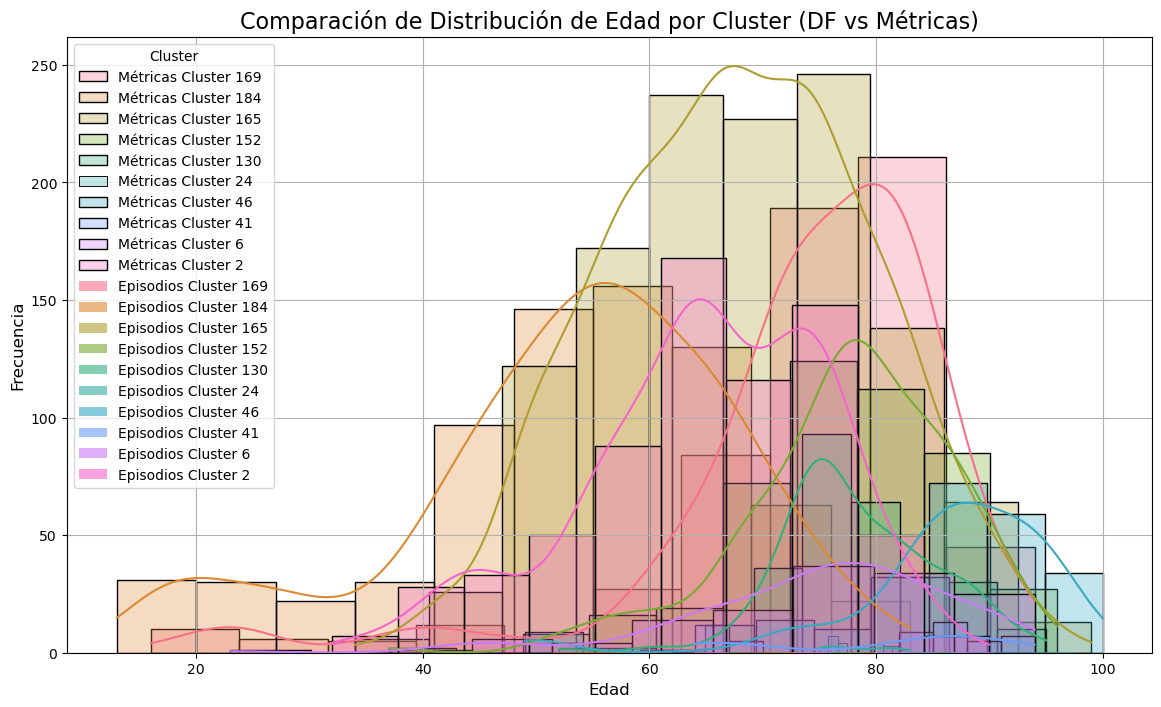 Comparación de Distribución de Edad por Cluster (DF vs Métricas)
Cluster
Métricas Cluster 169
Métricas Cluster 184
Métricas Cluster 165
Métricas Cluster 152
Métricas Cluster 130
Métricas Cluster 24
Métricas Cluster 46
Métricas Cluster 41
Métricas Cluster 6
Métricas Cluster 2
Episodios Cluster 169
Episodios Cluster 184
Episodios Cluster 165
Episodios Cluster 152
Episodios Cluster 130
Episodios Cluster 24
Episodios Cluster 46
Episodios Cluster 41
Episodios Cluster 6
Episodios Cluster 2
Frecuencia
250
200
150
100
50
0
20
40
60
80
100
Edad